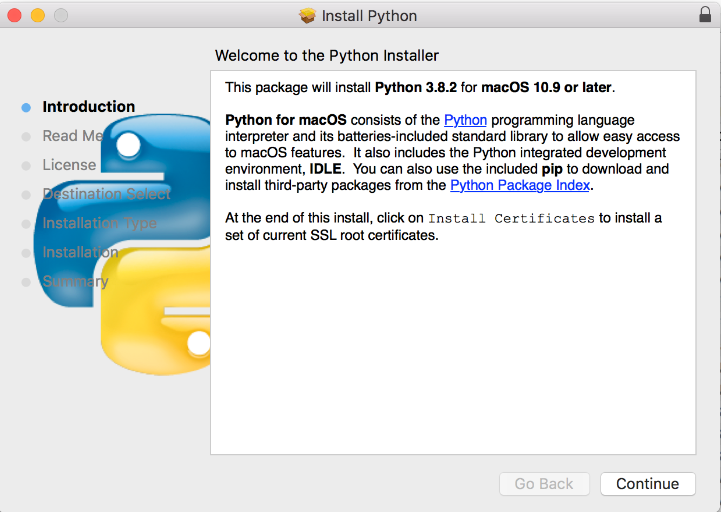 Install Python
Welcome to the Python Installer
Introduction
Read Me
License
Destination Select
Installation Type
Installation
Summary
This package will install Python 3.8.2 for macOS 10.9 or later.
Python for macOS consists of the Python programming language
interpreter and its batteries-included standard library to allow easy access
to macOS features. It also includes the Python integrated development
environment, IDLE. You can also use the included pip to download and
install third-party packages from the Python Package Index.
At the end of this install, click on Install Certificates to install a
set of current SSL root certificates.
Go Back
Continue